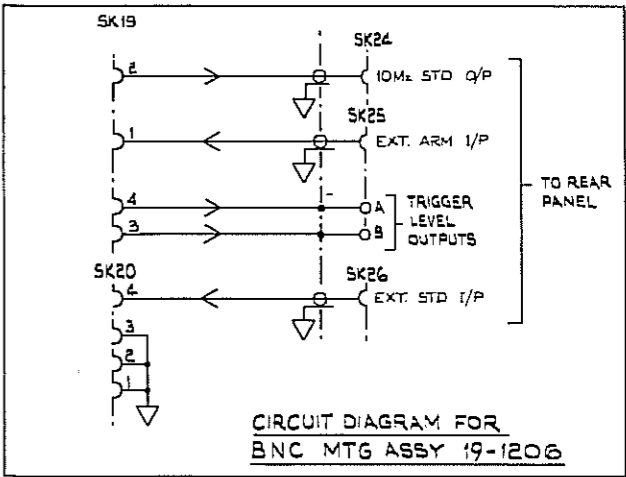 SK19
SK24
2
10Mz STD O/P
SK25
1
EXT. ARM I/P
4
A
TRIGGER
LEVEL
OUTPUTS
3
B
TO REAR
PANEL
SK20
SK26
4
EXT. STD I/P
3
2
1
CIRCUIT DIAGRAM FOR
BNC MTG ASSY 19-1206